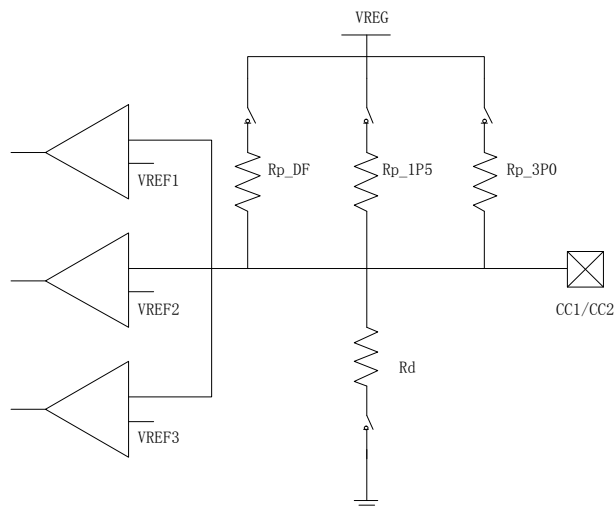 VREG
Rp_DF
Rp_1P5
Rp_3P0
VREF1
VREF2
CC1/CC2
Rd
VREF3